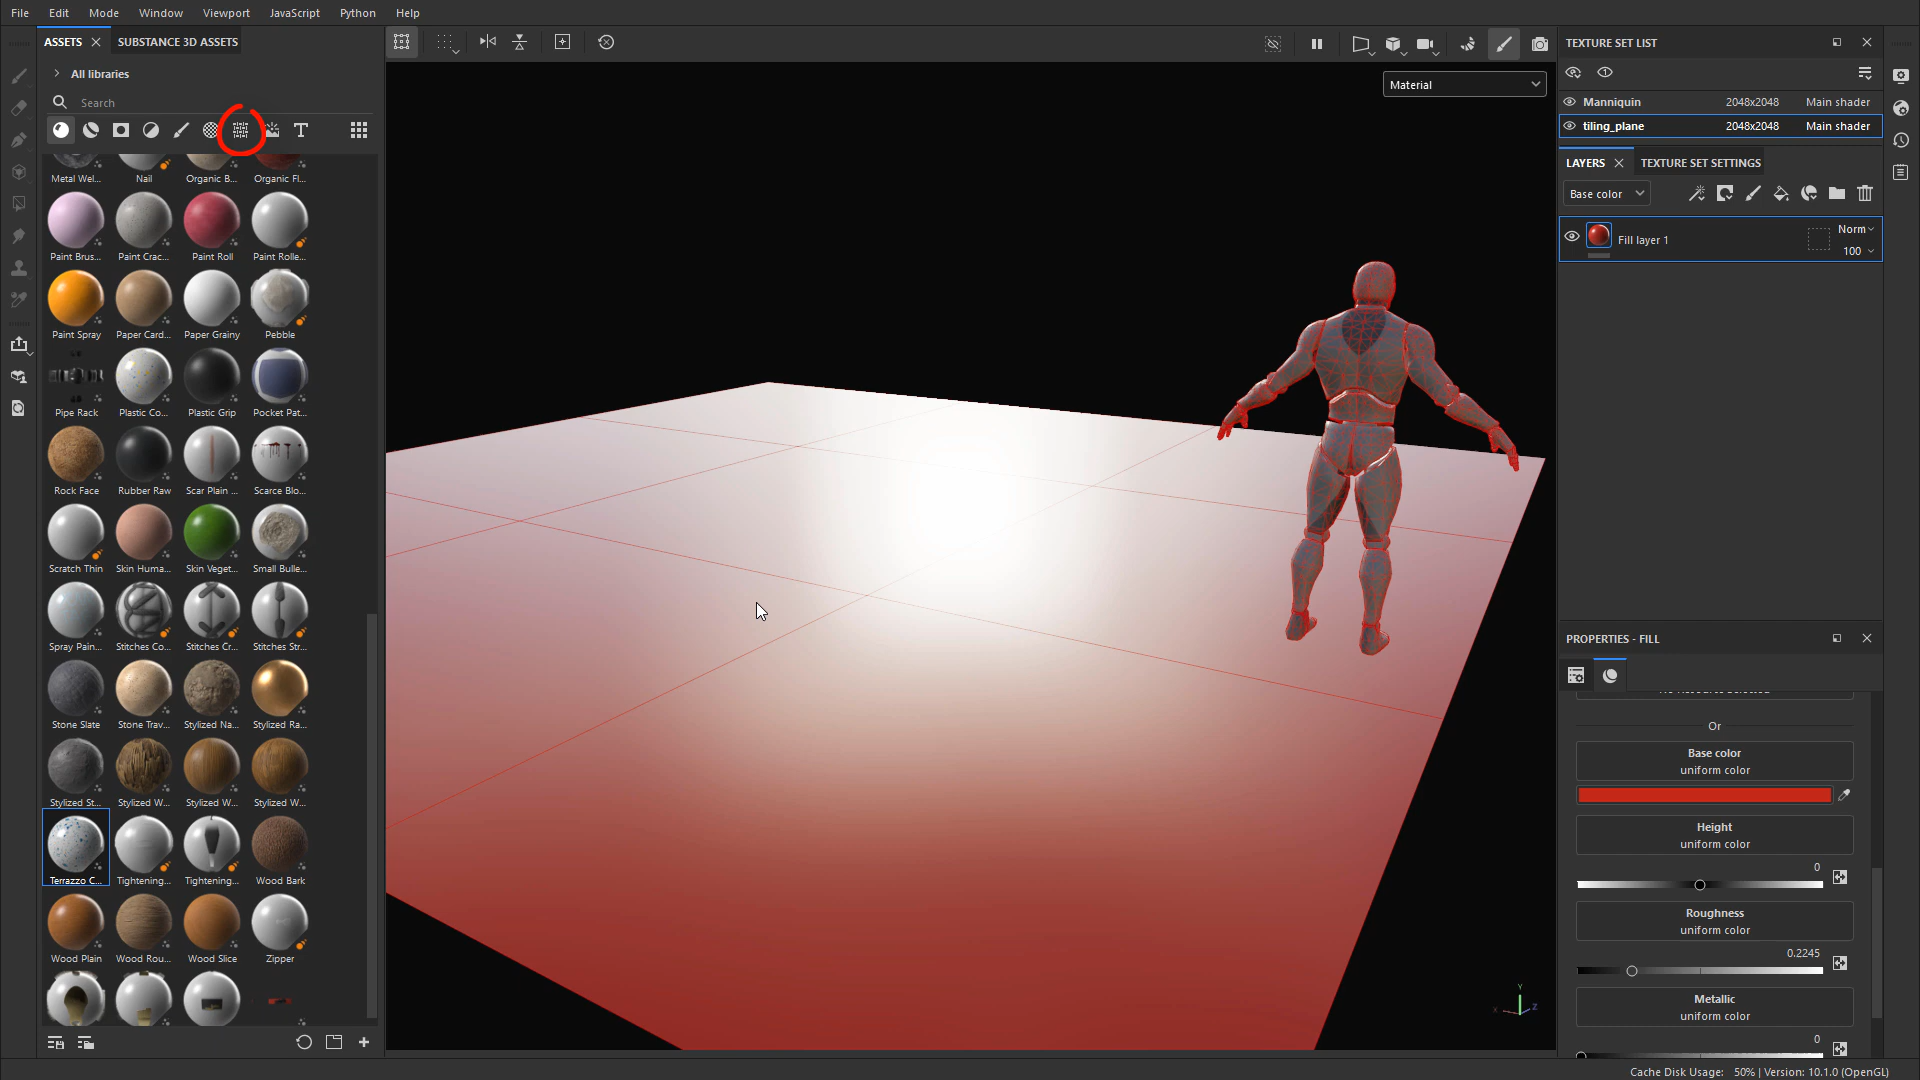 File Edit Mode Window Viewport JavaScript Python Help
ASSETS SUBSTANCE 3D ASSETS
All libraries
Search
Metal Wel... Nail Organic B... Organic Fl...
Paint Brus... Paint Crac... Paint Roll Paint Rolle...
Paint Spray Paper Card... Paper Grainy Pebble
Pipe Rack Plastic Co... Plastic Grip Pocket Pat...
Rock Face Rubber Raw Scar Plain ... Scarce Blo...
Scratch Thin Skin Huma... Skin Veget... Small Bulle...
Spray Pain... Stitches Co... Stitches Cr... Stitches Str...
Stone Slate Stone Trav... Stylized Na... Stylized Ra...
Stylized St... Stylized W... Stylized W... Stylized W...
Terrazzo C... Tightening... Tightening... Wood Bark
Wood Plain Wood Rou... Wood Slice Zipper
Material
Y
X
Z
TEXTURE SET LIST
Mannequin 2048x2048 Main shader
tiling_plane 2048x2048 Main shader
LAYERS TEXTURE SET SETTINGS
Base color
Fill layer 1
Norm
100
PROPERTIES - FILL
Or
Base color
uniform color
Height
uniform color
0
Roughness
uniform color
0.2245
Metallic
uniform color
0
Cache Disk Usage: 50% | Version: 10.1.0 (OpenGL)